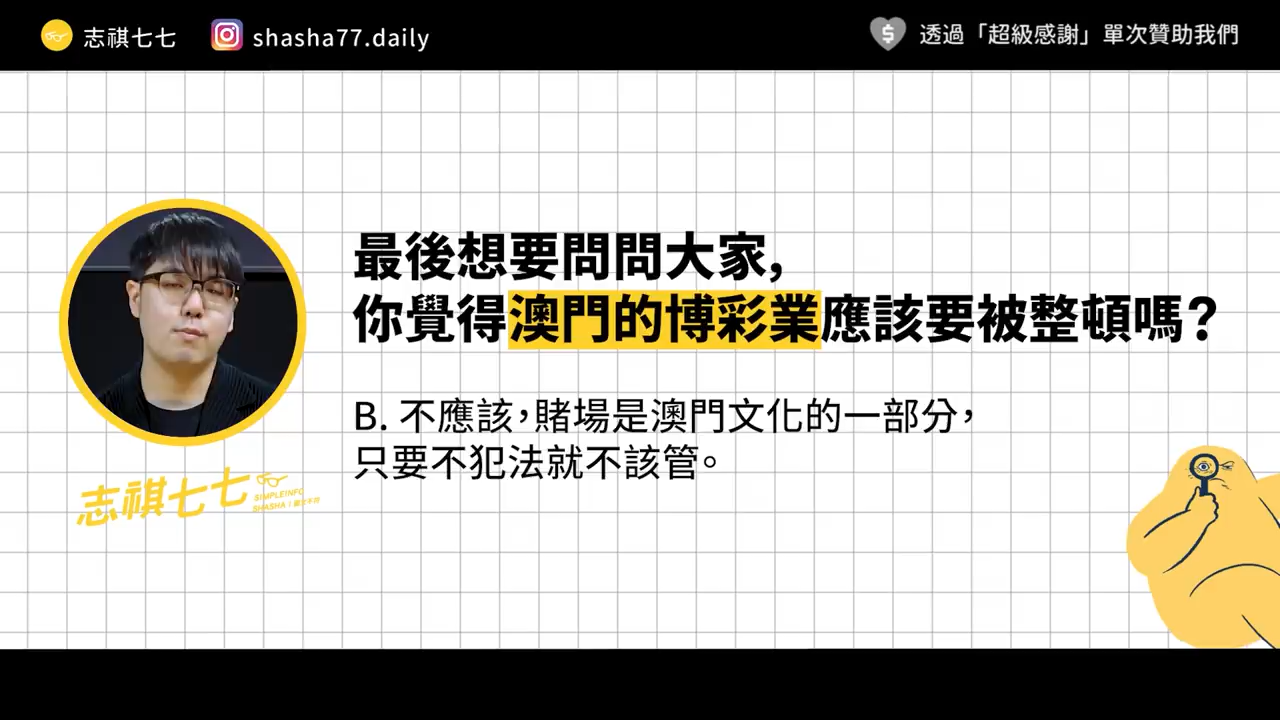 志祺七七
shasha77.daily
透過「超級感謝」單次贊助我們
最後想要問問大家,
你覺得澳門的博彩業應該要被整頓嗎?
B. 不應該,賭場是澳門文化的一部分,
只要不犯法就不該管。
志祺七七
SIMPLEINFO
SHASHA